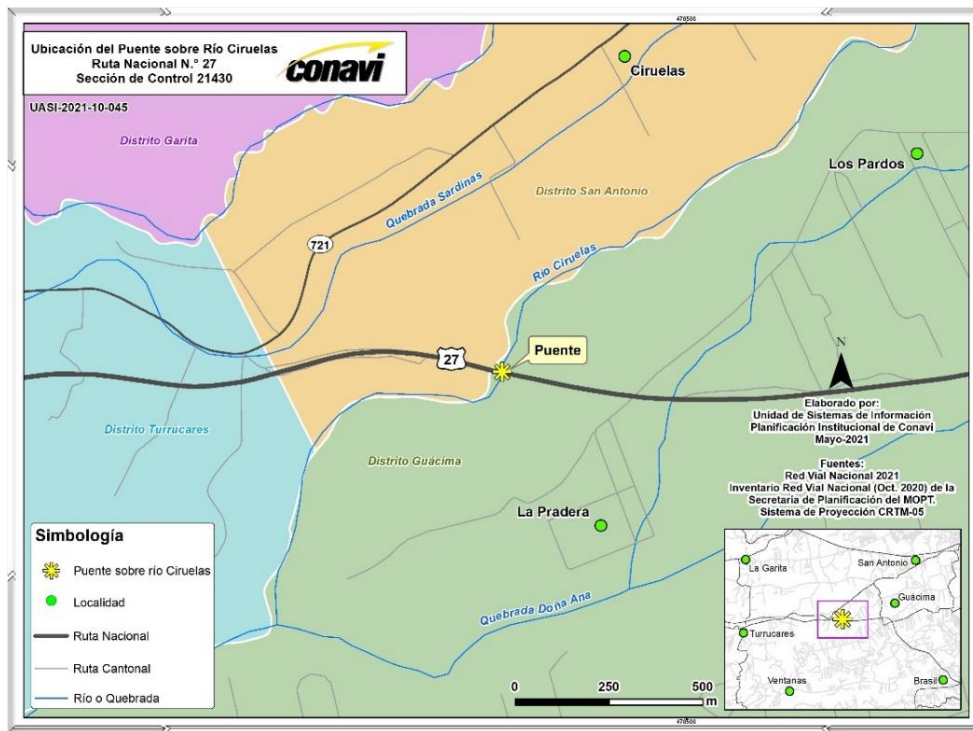 470500
Ubicación del Puente sobre Río Ciruelas
Ruta Nacional N.° 27
Sección de Control 21430
conavi
UASI-2021-10-045
Ciruelas
Distrito Garita
Los Pardos
Quebrada Sardinas
Distrito San Antonio
721
Río Ciruelas
27
Puente
N
Elaborado por:
Unidad de Sistemas de Información
Planificación Institucional de Conavi
Mayo-2021
Distrito Turrucares
Distrito Guácima
Fuentes:
Red Vial Nacional 2021
Inventario Red Vial Nacional (Oct. 2020) de la
Secretaria de Planificación del MOPT.
Sistema de Proyección CRTM-05
La Pradera
Simbología
Puente sobre río Ciruelas
Localidad
Ruta Nacional
Ruta Cantonal
Río o Quebrada
Quebrada Doña Ana
La Garita
San Antonio
Guácima
Turrucares
Ventanas
Brasil
0 250 500
m
470500